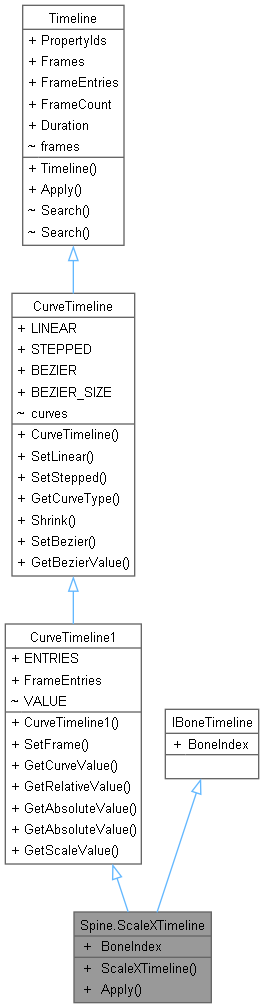 Timeline
+ PropertyIds
+ Frames
+ FrameEntries
+ FrameCount
+ Duration
~ frames
+ Timeline()
+ Apply()
~ Search()
~ Search()
CurveTimeline
+ LINEAR
+ STEPPED
+ BEZIER
+ BEZIER_SIZE
~ curves
+ CurveTimeline()
+ SetLinear()
+ SetStepped()
+ GetCurveType()
+ Shrink()
+ SetBezier()
+ GetBezierValue()
CurveTimeline1
+ ENTRIES
+ FrameEntries
~ VALUE
+ CurveTimeline1()
+ SetFrame()
+ GetCurveValue()
+ GetRelativeValue()
+ GetAbsoluteValue()
+ GetAbsoluteValue()
+ GetScaleValue()
IBoneTimeline
+ BoneIndex
Spine.ScaleXTimeline
+ BoneIndex
+ ScaleXTimeline()
+ Apply()